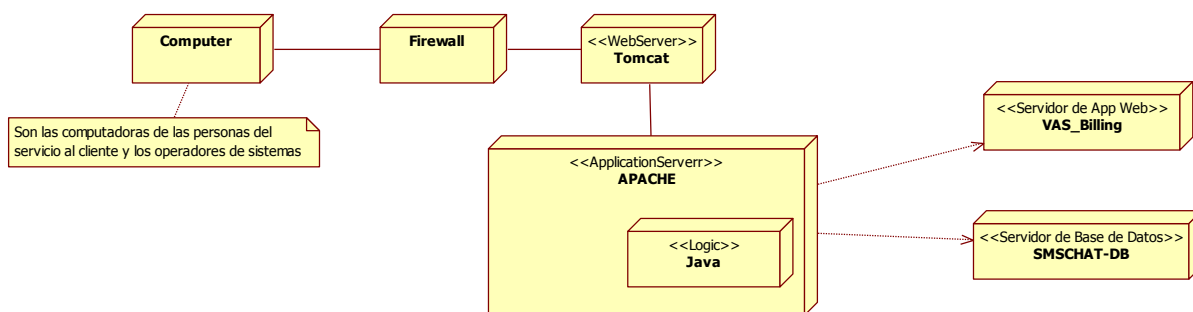 Computer
Firewall
<<WebServer>>
Tomcat
Son las computadoras de las personas del
servicio al cliente y los operadores de sistemas
<<ApplicationServerr>>
APACHE
<<Logic>>
Java
<<Servidor de App Web>>
VAS_Billing
<<Servidor de Base de Datos>>
SMSCHAT-DB